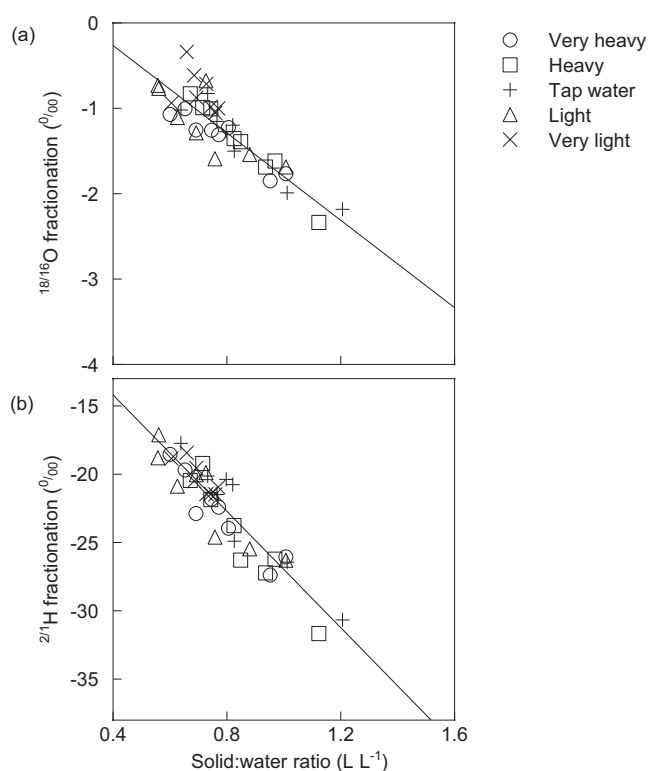 (a)
0
-1
-2
-3
-4
18/16O fractionation (0/00)
Very heavy
Heavy
Tap water
Light
Very light
(b)
-15
-20
-25
-30
-35
2/1H fractionation (0/00)
0.4 0.8 1.2 1.6
Solid:water ratio (L L-1)